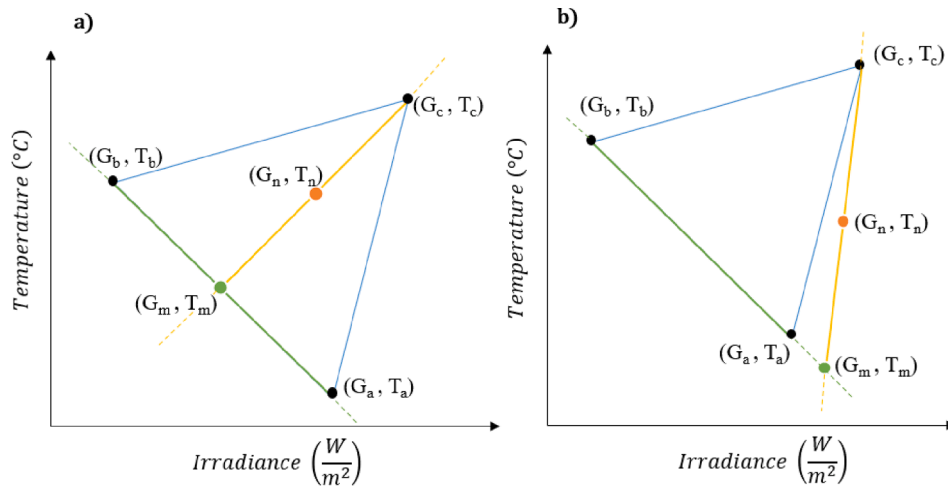 a)
(G_c , T_c)
(G_b , T_b)
(G_n , T_n)
(G_m , T_m)
(G_a , T_a)
Temperature (°C)
Irradiance (W/m²)
b)
(G_c , T_c)
(G_b , T_b)
(G_n , T_n)
(G_a , T_a)
(G_m , T_m)
Temperature (°C)
Irradiance (W/m²)